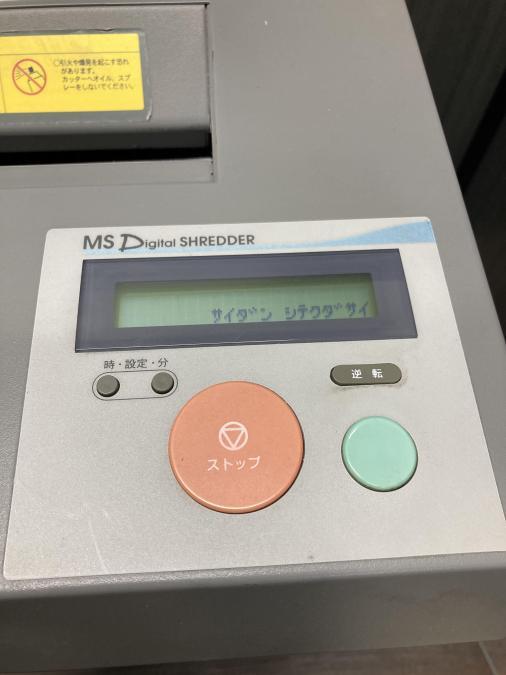 ○引火や爆発を起こす恐れ
があります。
カッターへオイル、スプ
レーをしないでください。
MS Digital SHREDDER
サイダン シテクダサイ
時・設定・分
逆転
ストップ